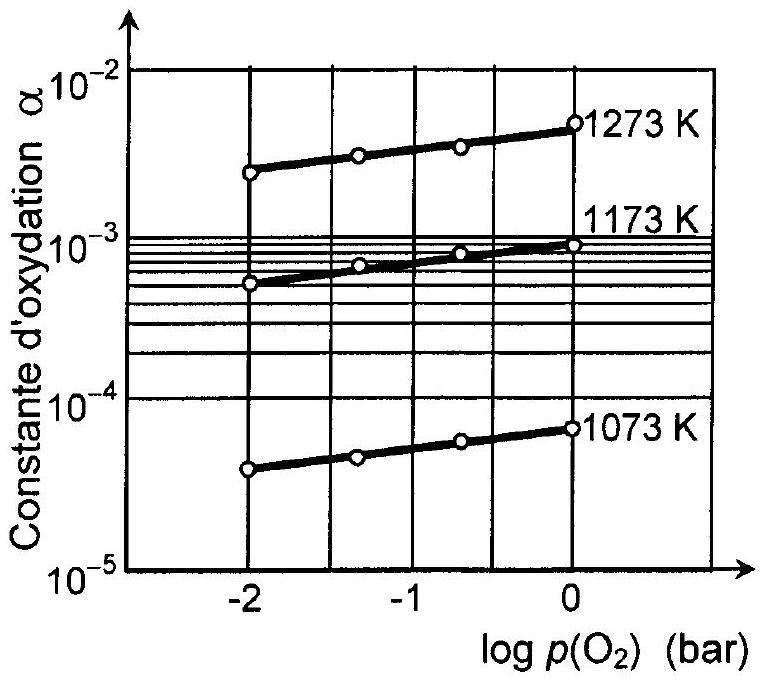 Constante d'oxydation α
10⁻²
10⁻³
10⁻⁴
10⁻⁵
1273 K
1173 K
1073 K
-2 -1 0
log p(O₂) (bar)